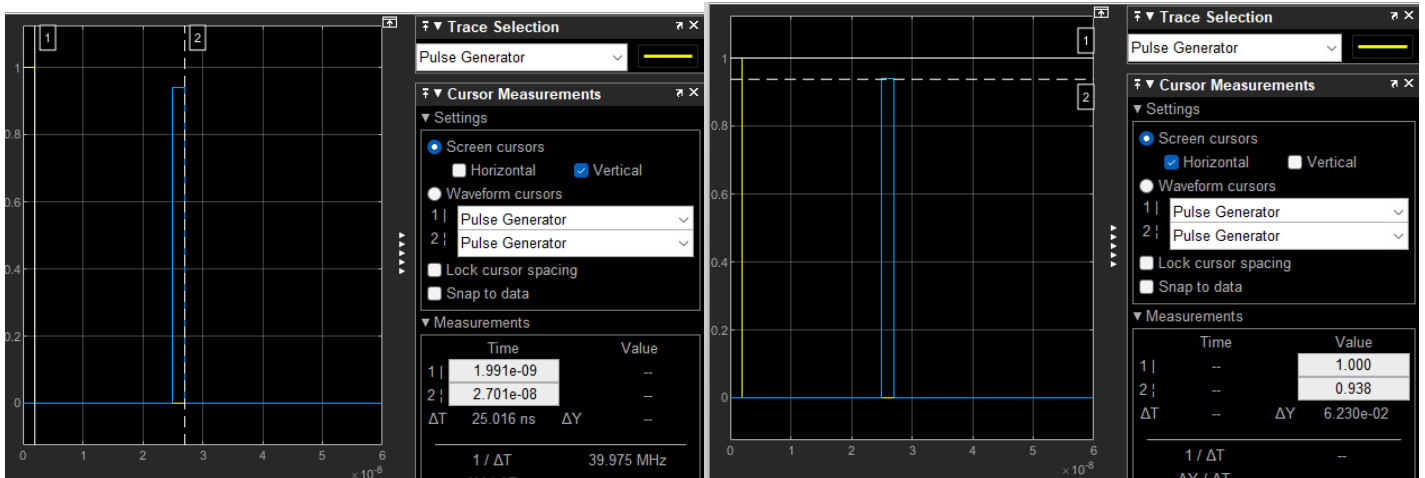 1
2
1
0.8
0.6
0.4
0.2
0
0 1 2 3 4 5 6
×10-8
Trace Selection
Pulse Generator
Cursor Measurements
Settings
Screen cursors
Horizontal Vertical
Waveform cursors
1 | Pulse Generator
2 ¦ Pulse Generator
Lock cursor spacing
Snap to data
Measurements
Time Value
1 | 1.991e-09 --
2 ¦ 2.701e-08 --
ΔT 25.016 ns ΔY --
1 / ΔT 39.975 MHz
1
2
1
0.8
0.6
0.4
0.2
0
0 1 2 3 4 5 6
×10-8
Trace Selection
Pulse Generator
Cursor Measurements
Settings
Screen cursors
Horizontal Vertical
Waveform cursors
1 | Pulse Generator
2 ¦ Pulse Generator
Lock cursor spacing
Snap to data
Measurements
Time Value
1 | -- 1.000
2 ¦ -- 0.938
ΔT -- ΔY 6.230e-02
1 / ΔT --